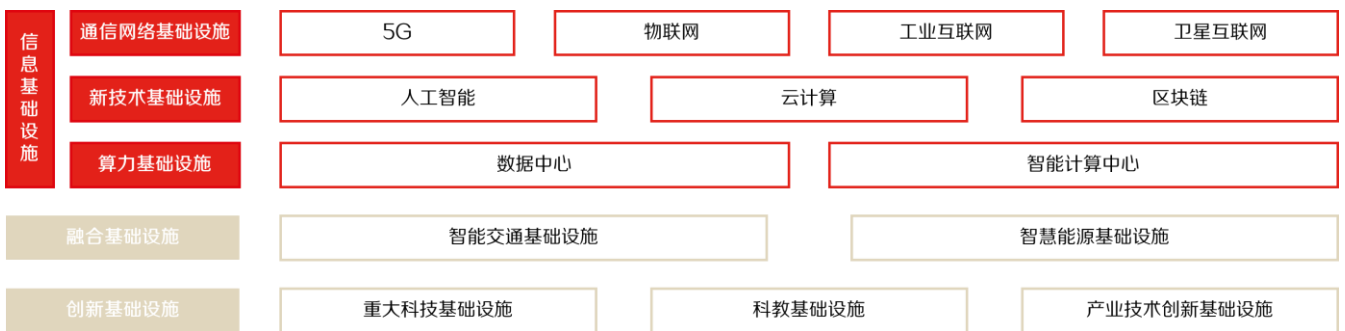 信息基础设施
通信网络基础设施 5G 物联网 工业互联网 卫星互联网
新技术基础设施 人工智能 云计算 区块链
算力基础设施 数据中心 智能计算中心
融合基础设施 智能交通基础设施 智慧能源基础设施
创新基础设施 重大科技基础设施 科教基础设施 产业技术创新基础设施